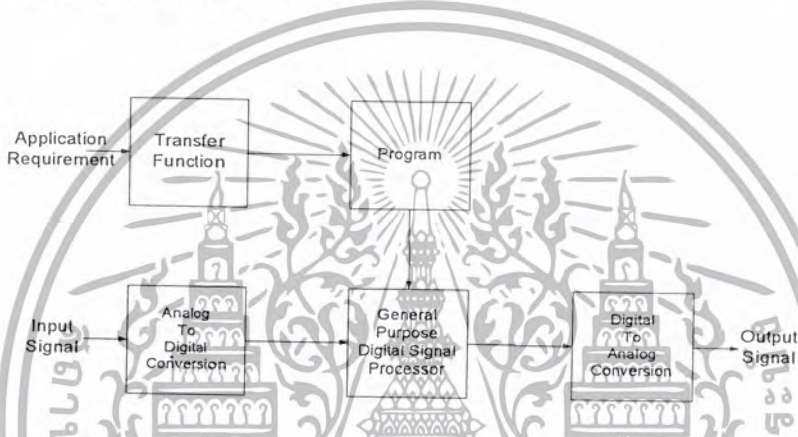 Application
Requirement
Transfer
Function
Program
Input
Signal
Analog
To
Digital
Conversion
General
Purpose
Digital Signal
Processor
Digital
To
Analog
Conversion
Output
Signal